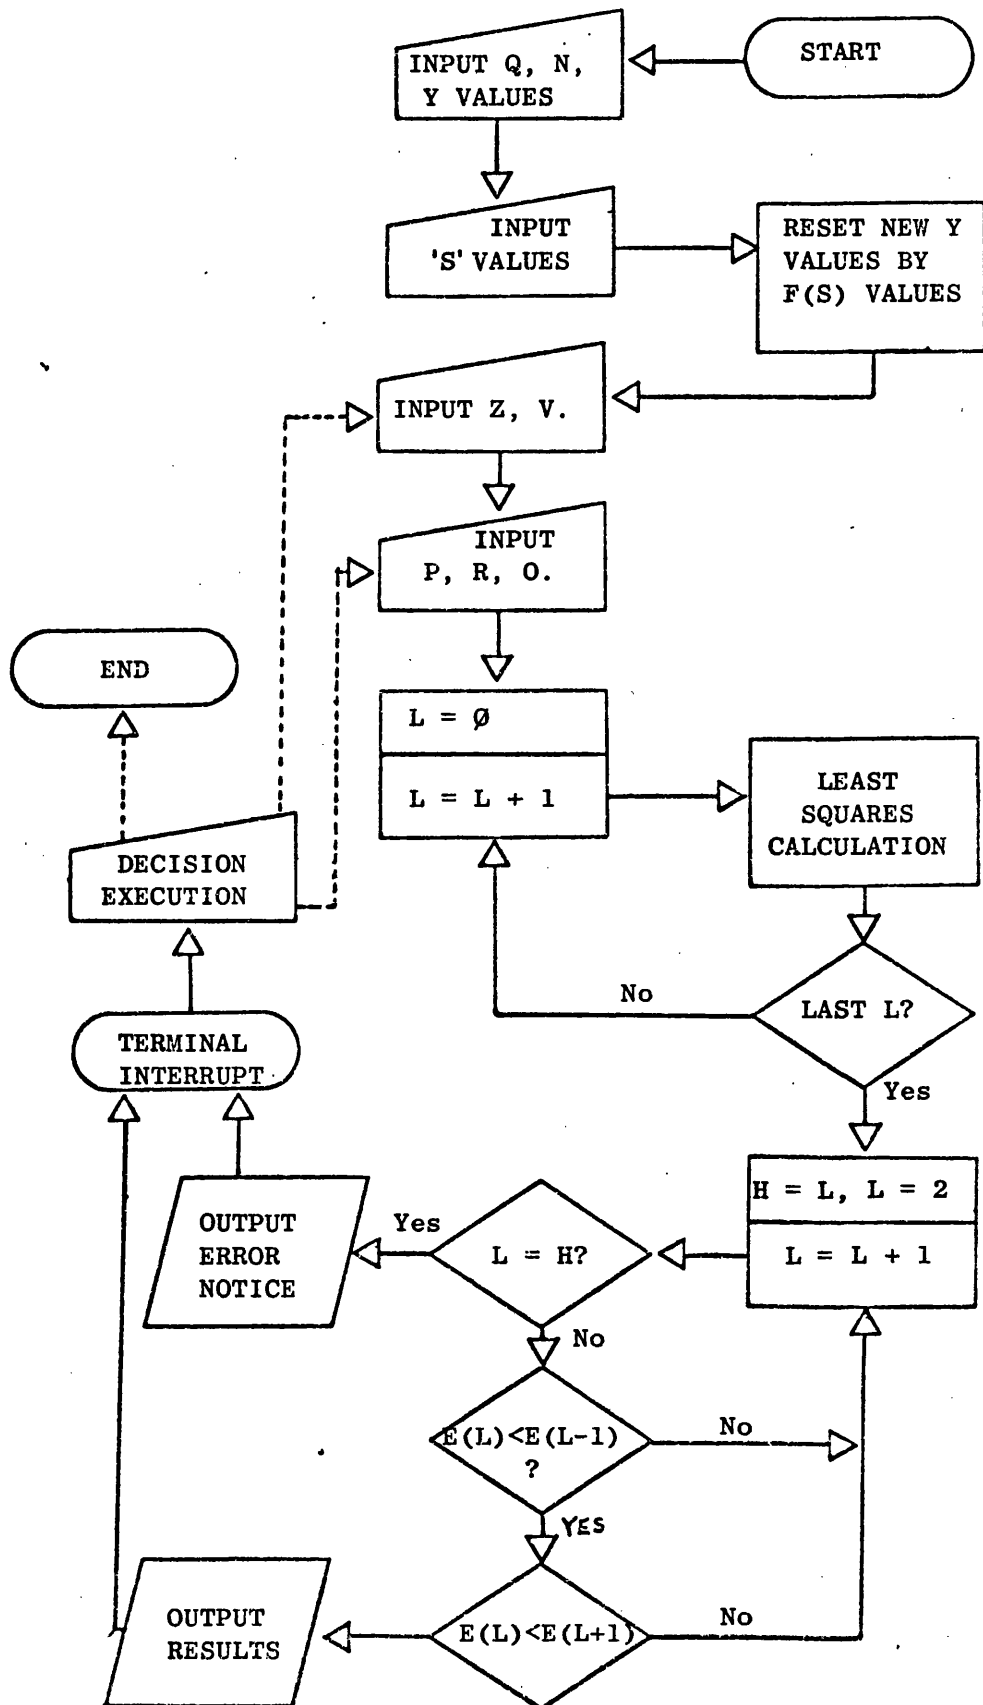 START
INPUT Q, N,
Y VALUES
INPUT
'S' VALUES
RESET NEW Y
VALUES BY
F(S) VALUES
INPUT Z, V.
INPUT
P, R, O.
END
L = Ø
L = L + 1
LEAST
SQUARES
CALCULATION
DECISION
EXECUTION
No
LAST L?
Yes
TERMINAL
INTERRUPT
H = L, L = 2
L = L + 1
L = H?
Yes
OUTPUT
ERROR
NOTICE
No
E(L)<E(L-1)
?
No
YES
E(L)<E(L+1)
No
OUTPUT
RESULTS